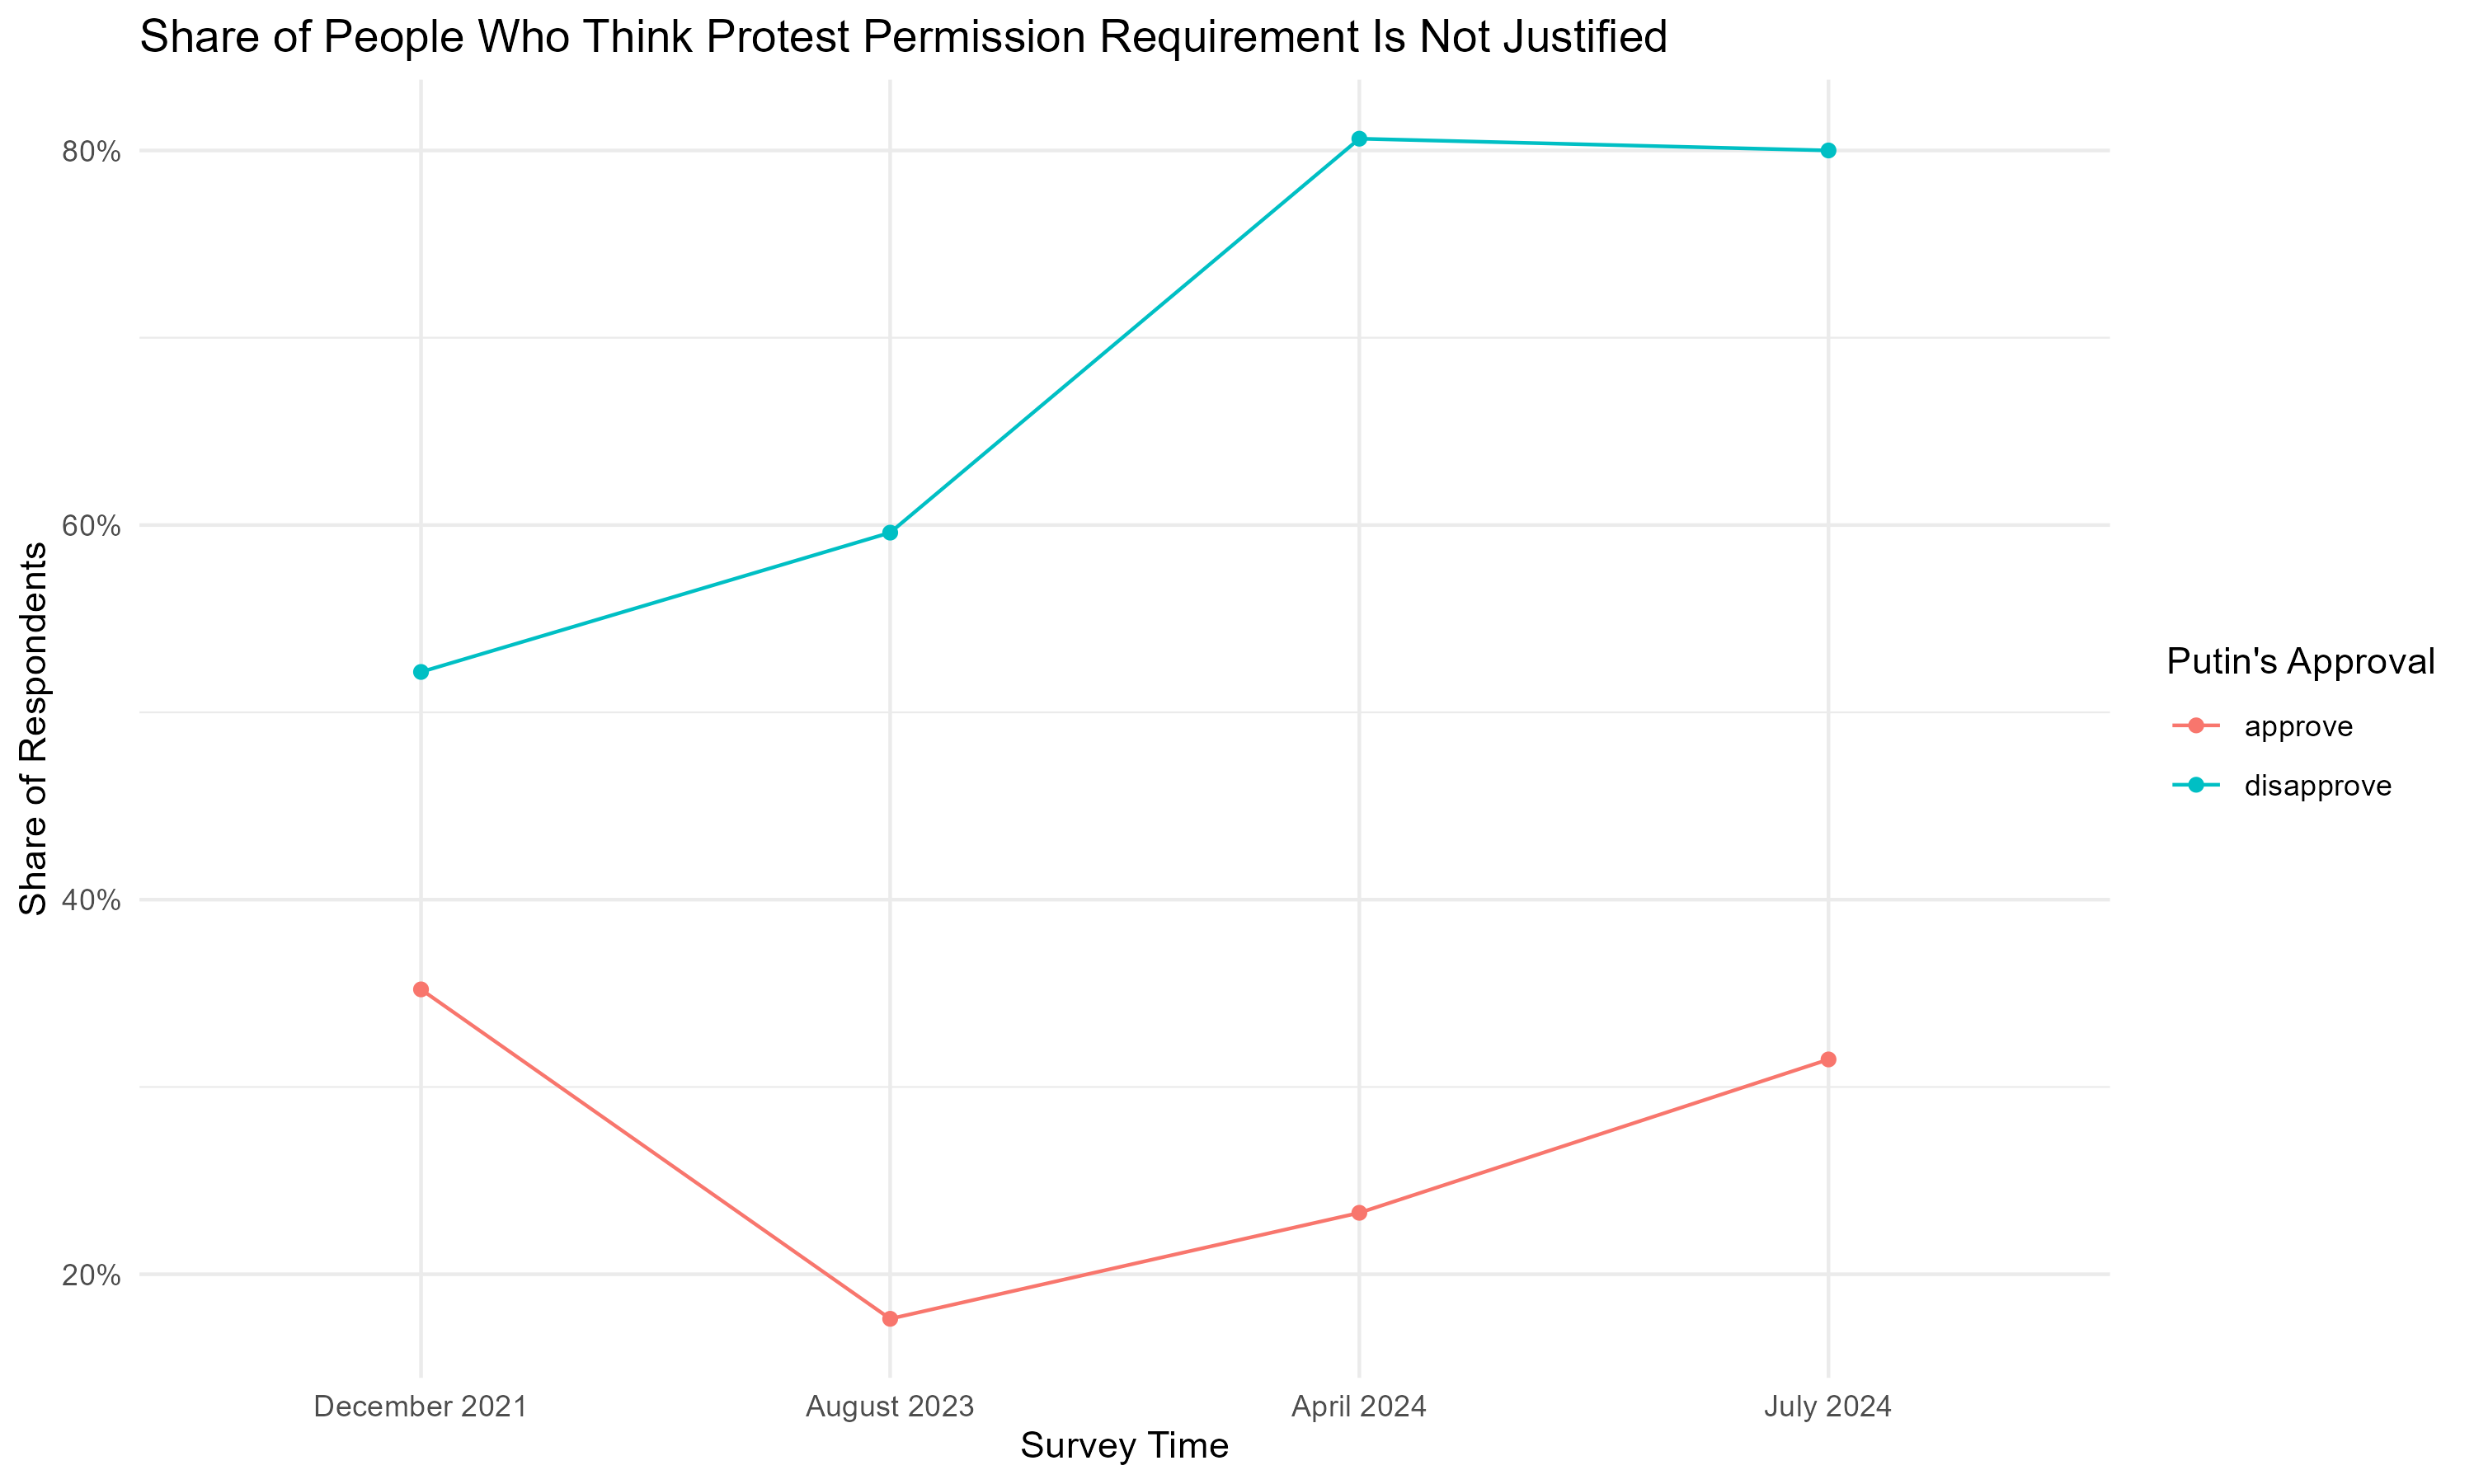 Share of People Who Think Protest Permission Requirement Is Not Justified
Share of Respondents
80%
60%
40%
20%
December 2021
August 2023
April 2024
July 2024
Survey Time
Putin's Approval
approve
disapprove